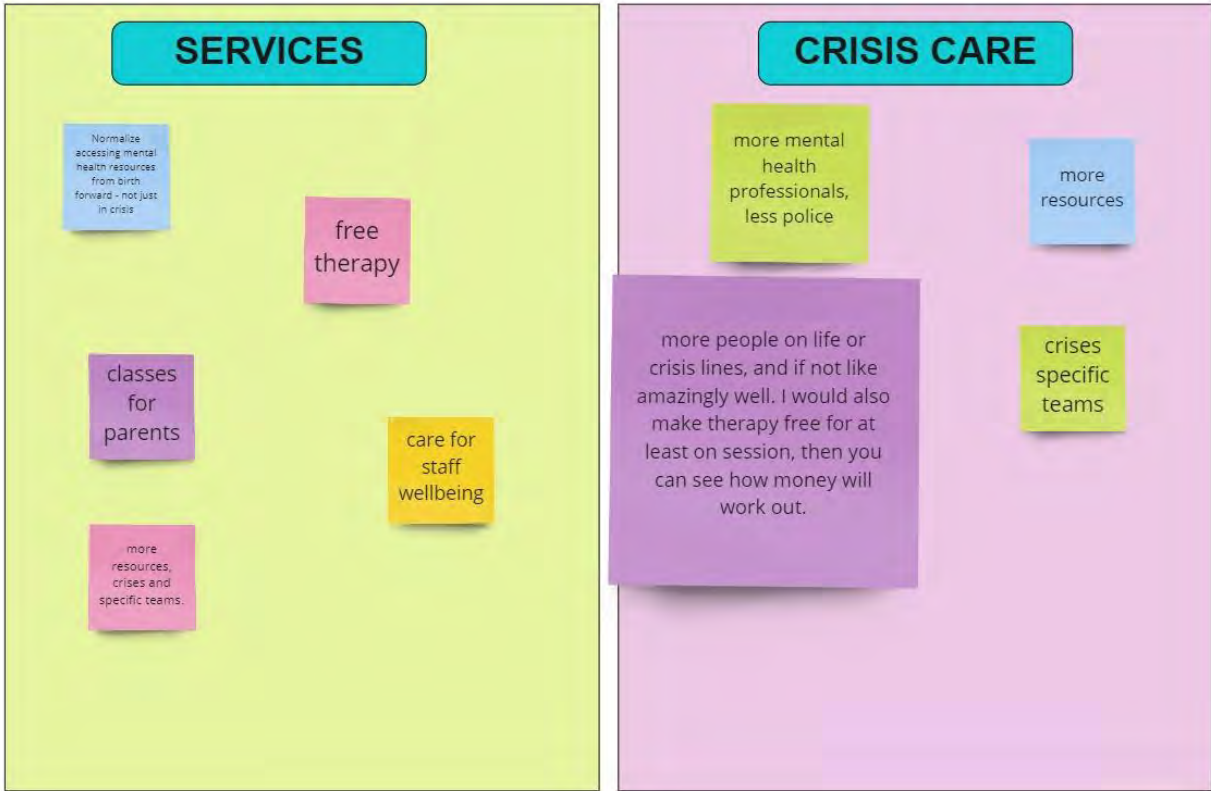 SERVICES
Normalize
accessing mental
health resources
from birth
forward - not just
in crisis
free
therapy
classes
for
parents
care for
staff
wellbeing
more
resources,
crises and
specific teams.
CRISIS CARE
more mental
health
professionals,
less police
more
resources
more people on life or
crisis lines, and if not like
amazingly well. I would also
make therapy free for at
least on session, then you
can see how money will
work out.
crises
specific
teams